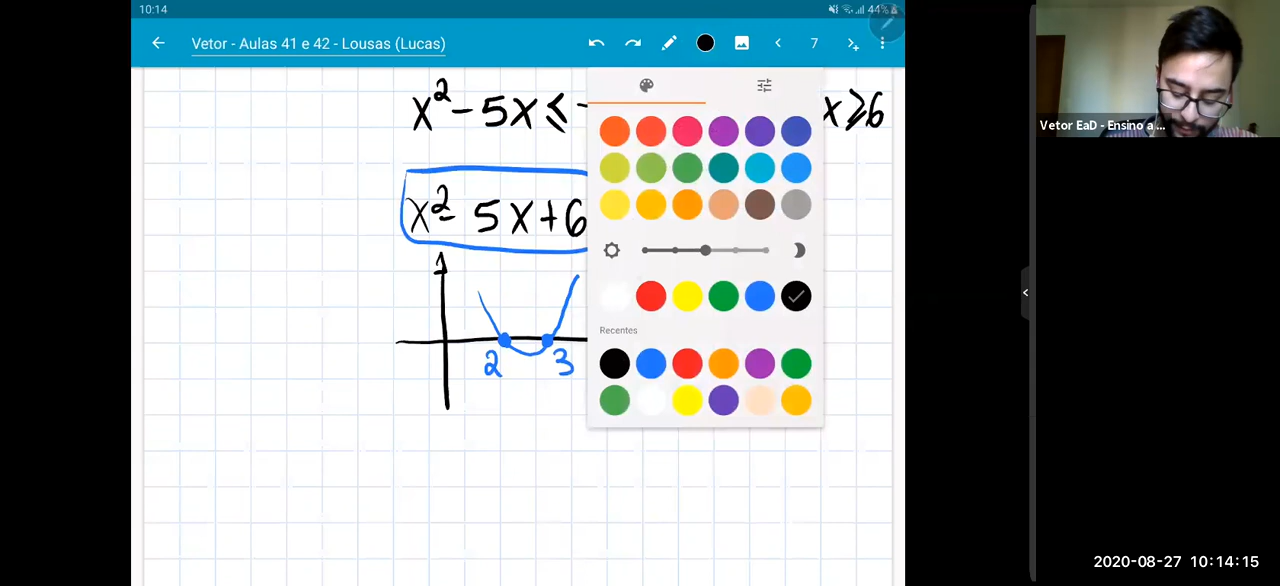 10:14 44%
Vetor - Aulas 41 e 42 - Lousas (Lucas) 7
x² - 5x ≤ - x ≥ 6
x² - 5x + 6
2 3
Recentes
Vetor EaD - Ensino a ...
2020-08-27 10:14:15